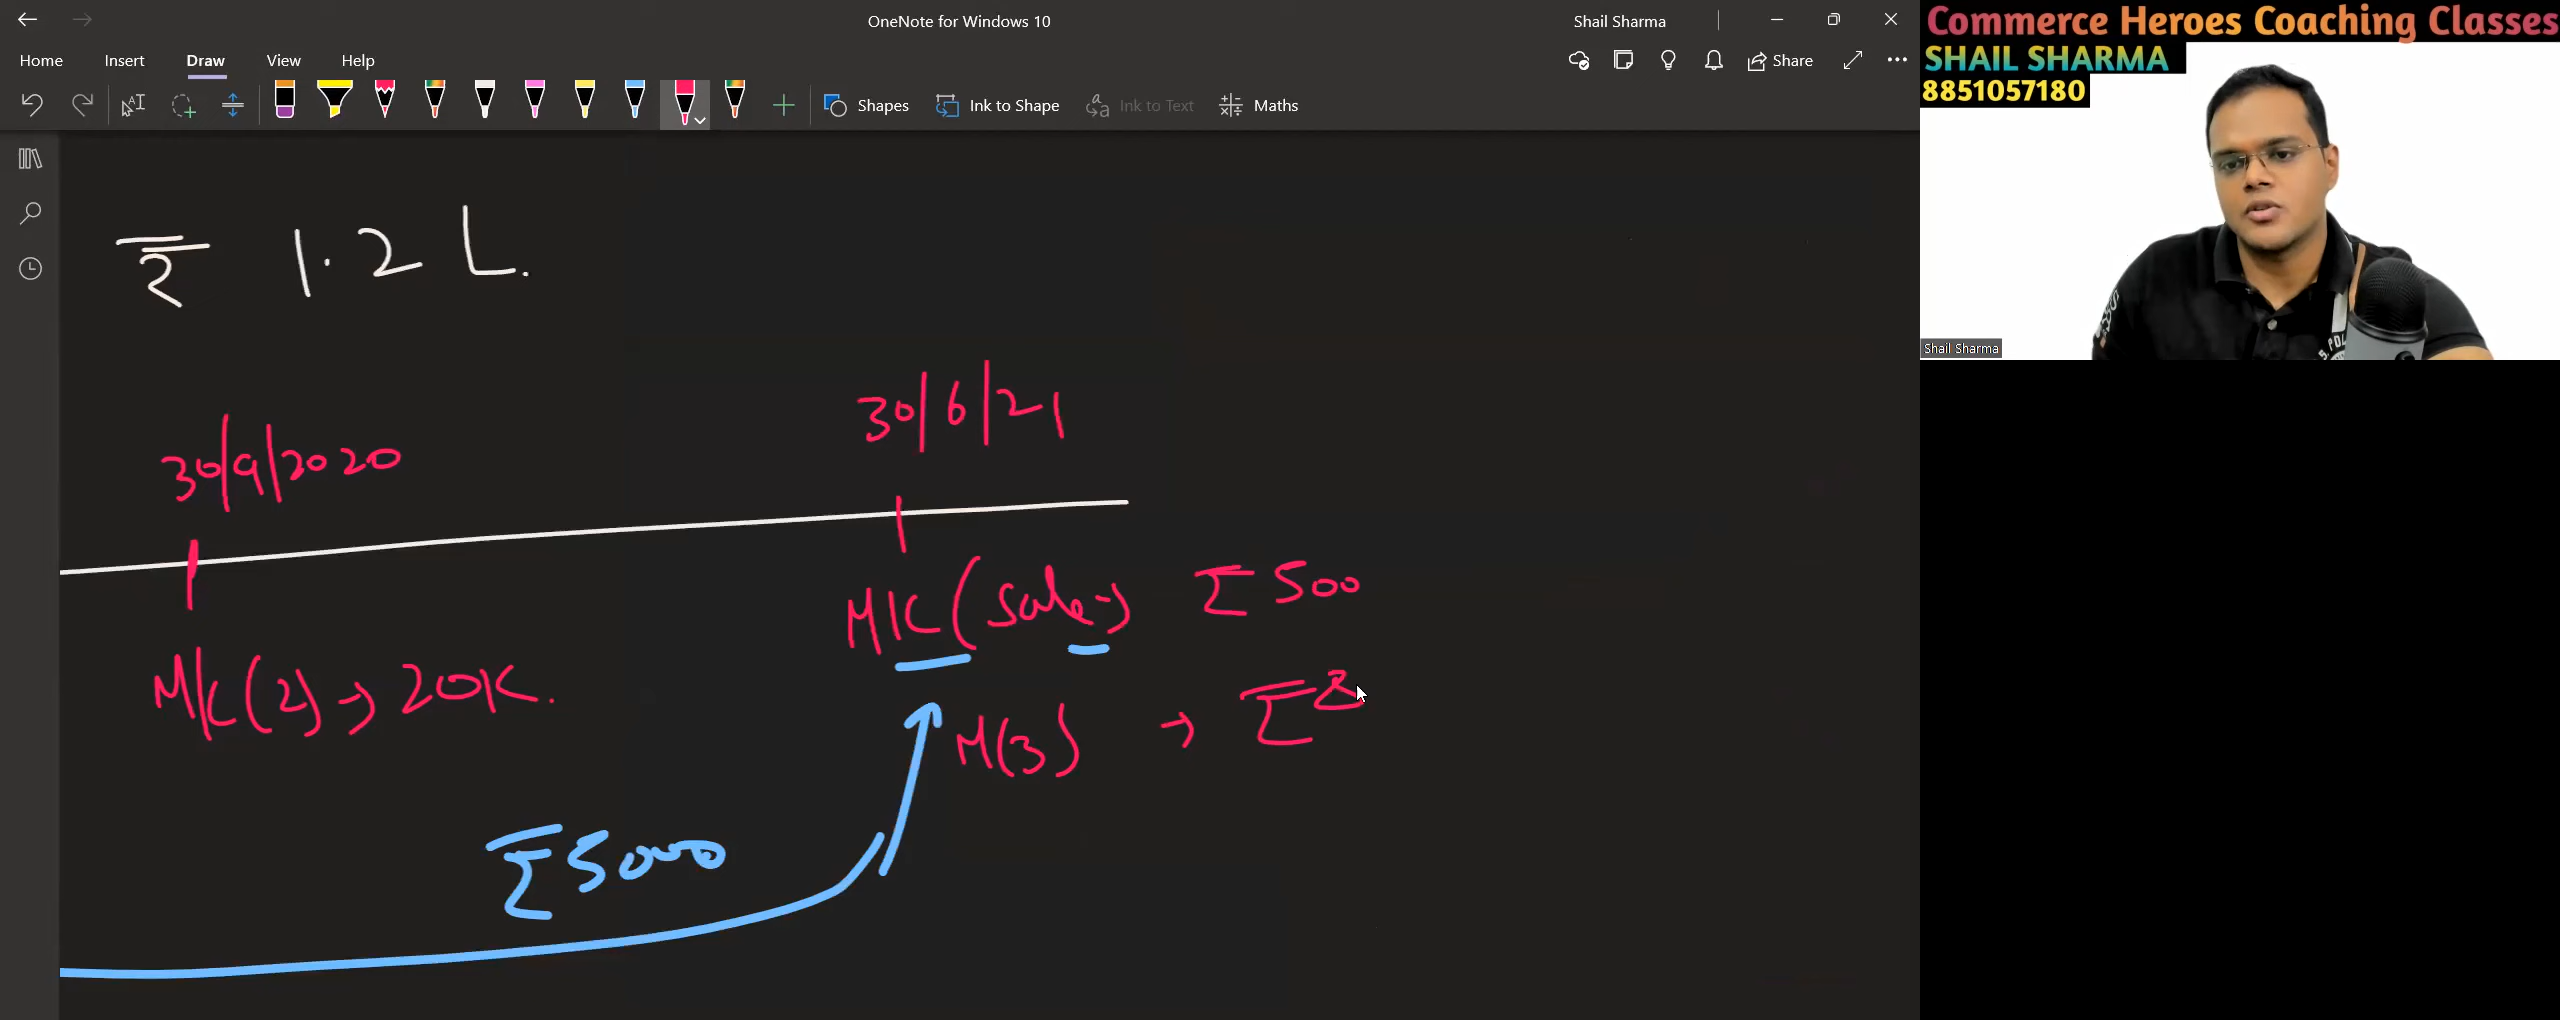 OneNote for Windows 10
Shail Sharma
Home Insert Draw View Help
Share
Shapes
Ink to Shape
Ink to Text
Maths
Commerce Heroes Coaching Classes
SHAIL SHARMA
8851057180
Shail Sharma
₹ 1.2 L.
30/9/2020
30/6/21
M/C (Sale→) ₹ 500
M/C (2) → 20K.
M(3) → ₹
₹ 5000